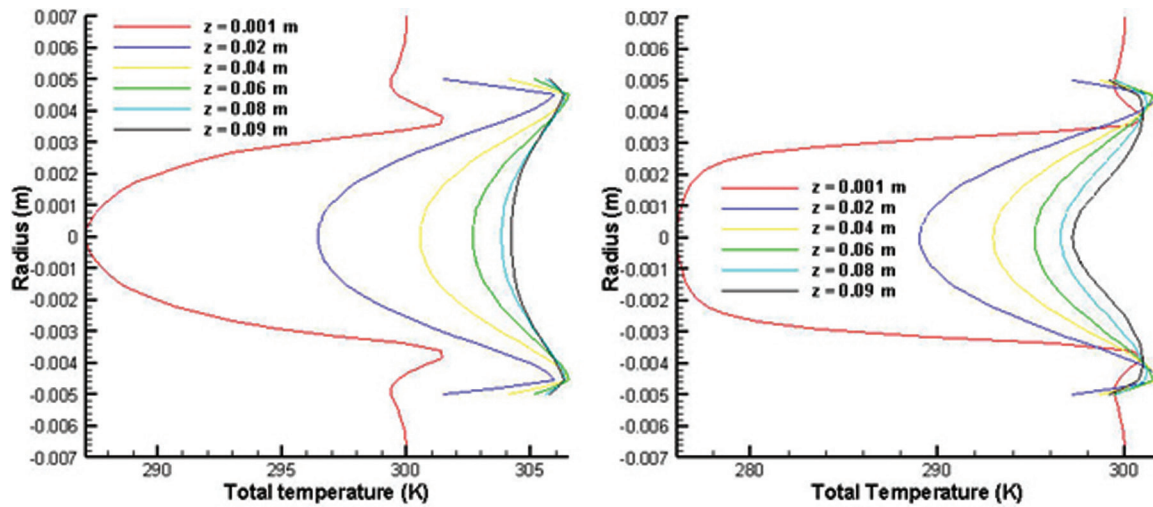 0.007
0.006
0.005
0.004
0.003
0.002
0.001
0
-0.001
-0.002
-0.003
-0.004
-0.005
-0.006
-0.007
Radius (m)
z = 0.001 m
z = 0.02 m
z = 0.04 m
z = 0.06 m
z = 0.08 m
z = 0.09 m
290
295
300
305
Total temperature (K)
0.007
0.006
0.005
0.004
0.003
0.002
0.001
0
-0.001
-0.002
-0.003
-0.004
-0.005
-0.006
-0.007
Radius (m)
z = 0.001 m
z = 0.02 m
z = 0.04 m
z = 0.06 m
z = 0.08 m
z = 0.09 m
280
290
300
Total Temperature (K)